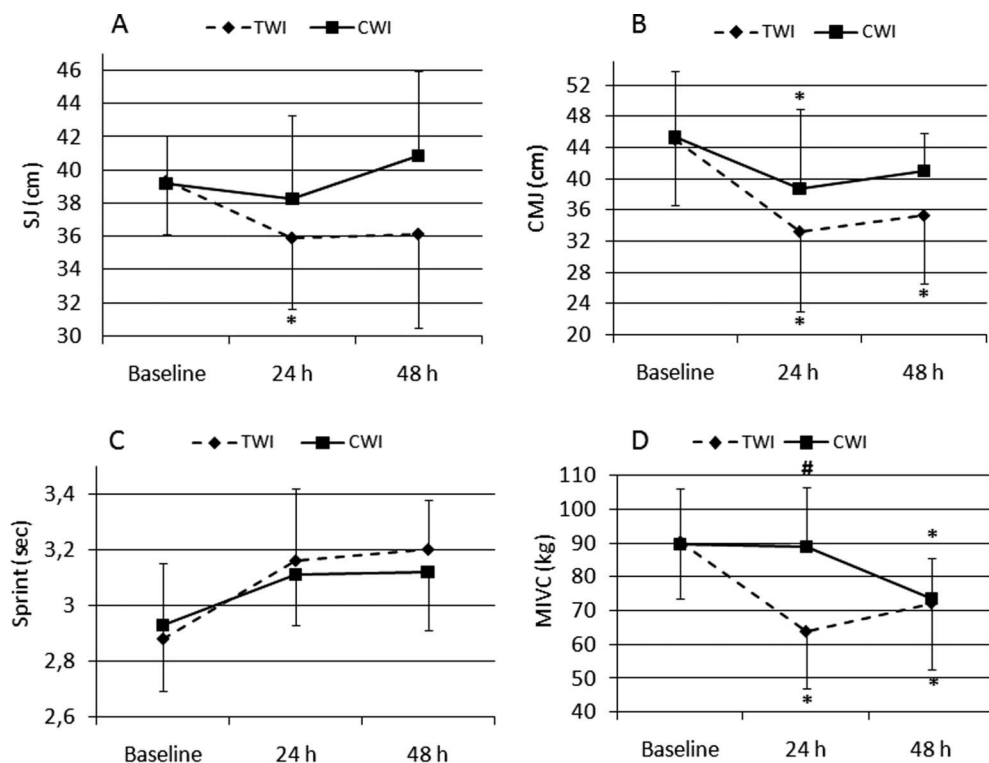 A
TWI CWI
SJ (cm)
46
44
42
40
38
36
34
32
30
*
Baseline 24 h 48 h
B
TWI CWI
CMJ (cm)
52
48
44
40
36
32
28
24
20
*
*
*
Baseline 24 h 48 h
C
TWI CWI
Sprint (sec)
3,4
3,2
3
2,8
2,6
Baseline 24 h 48 h
D
TWI CWI
MIVC (kg)
110
100
90
80
70
60
50
40
#
*
*
*
Baseline 24 h 48 h